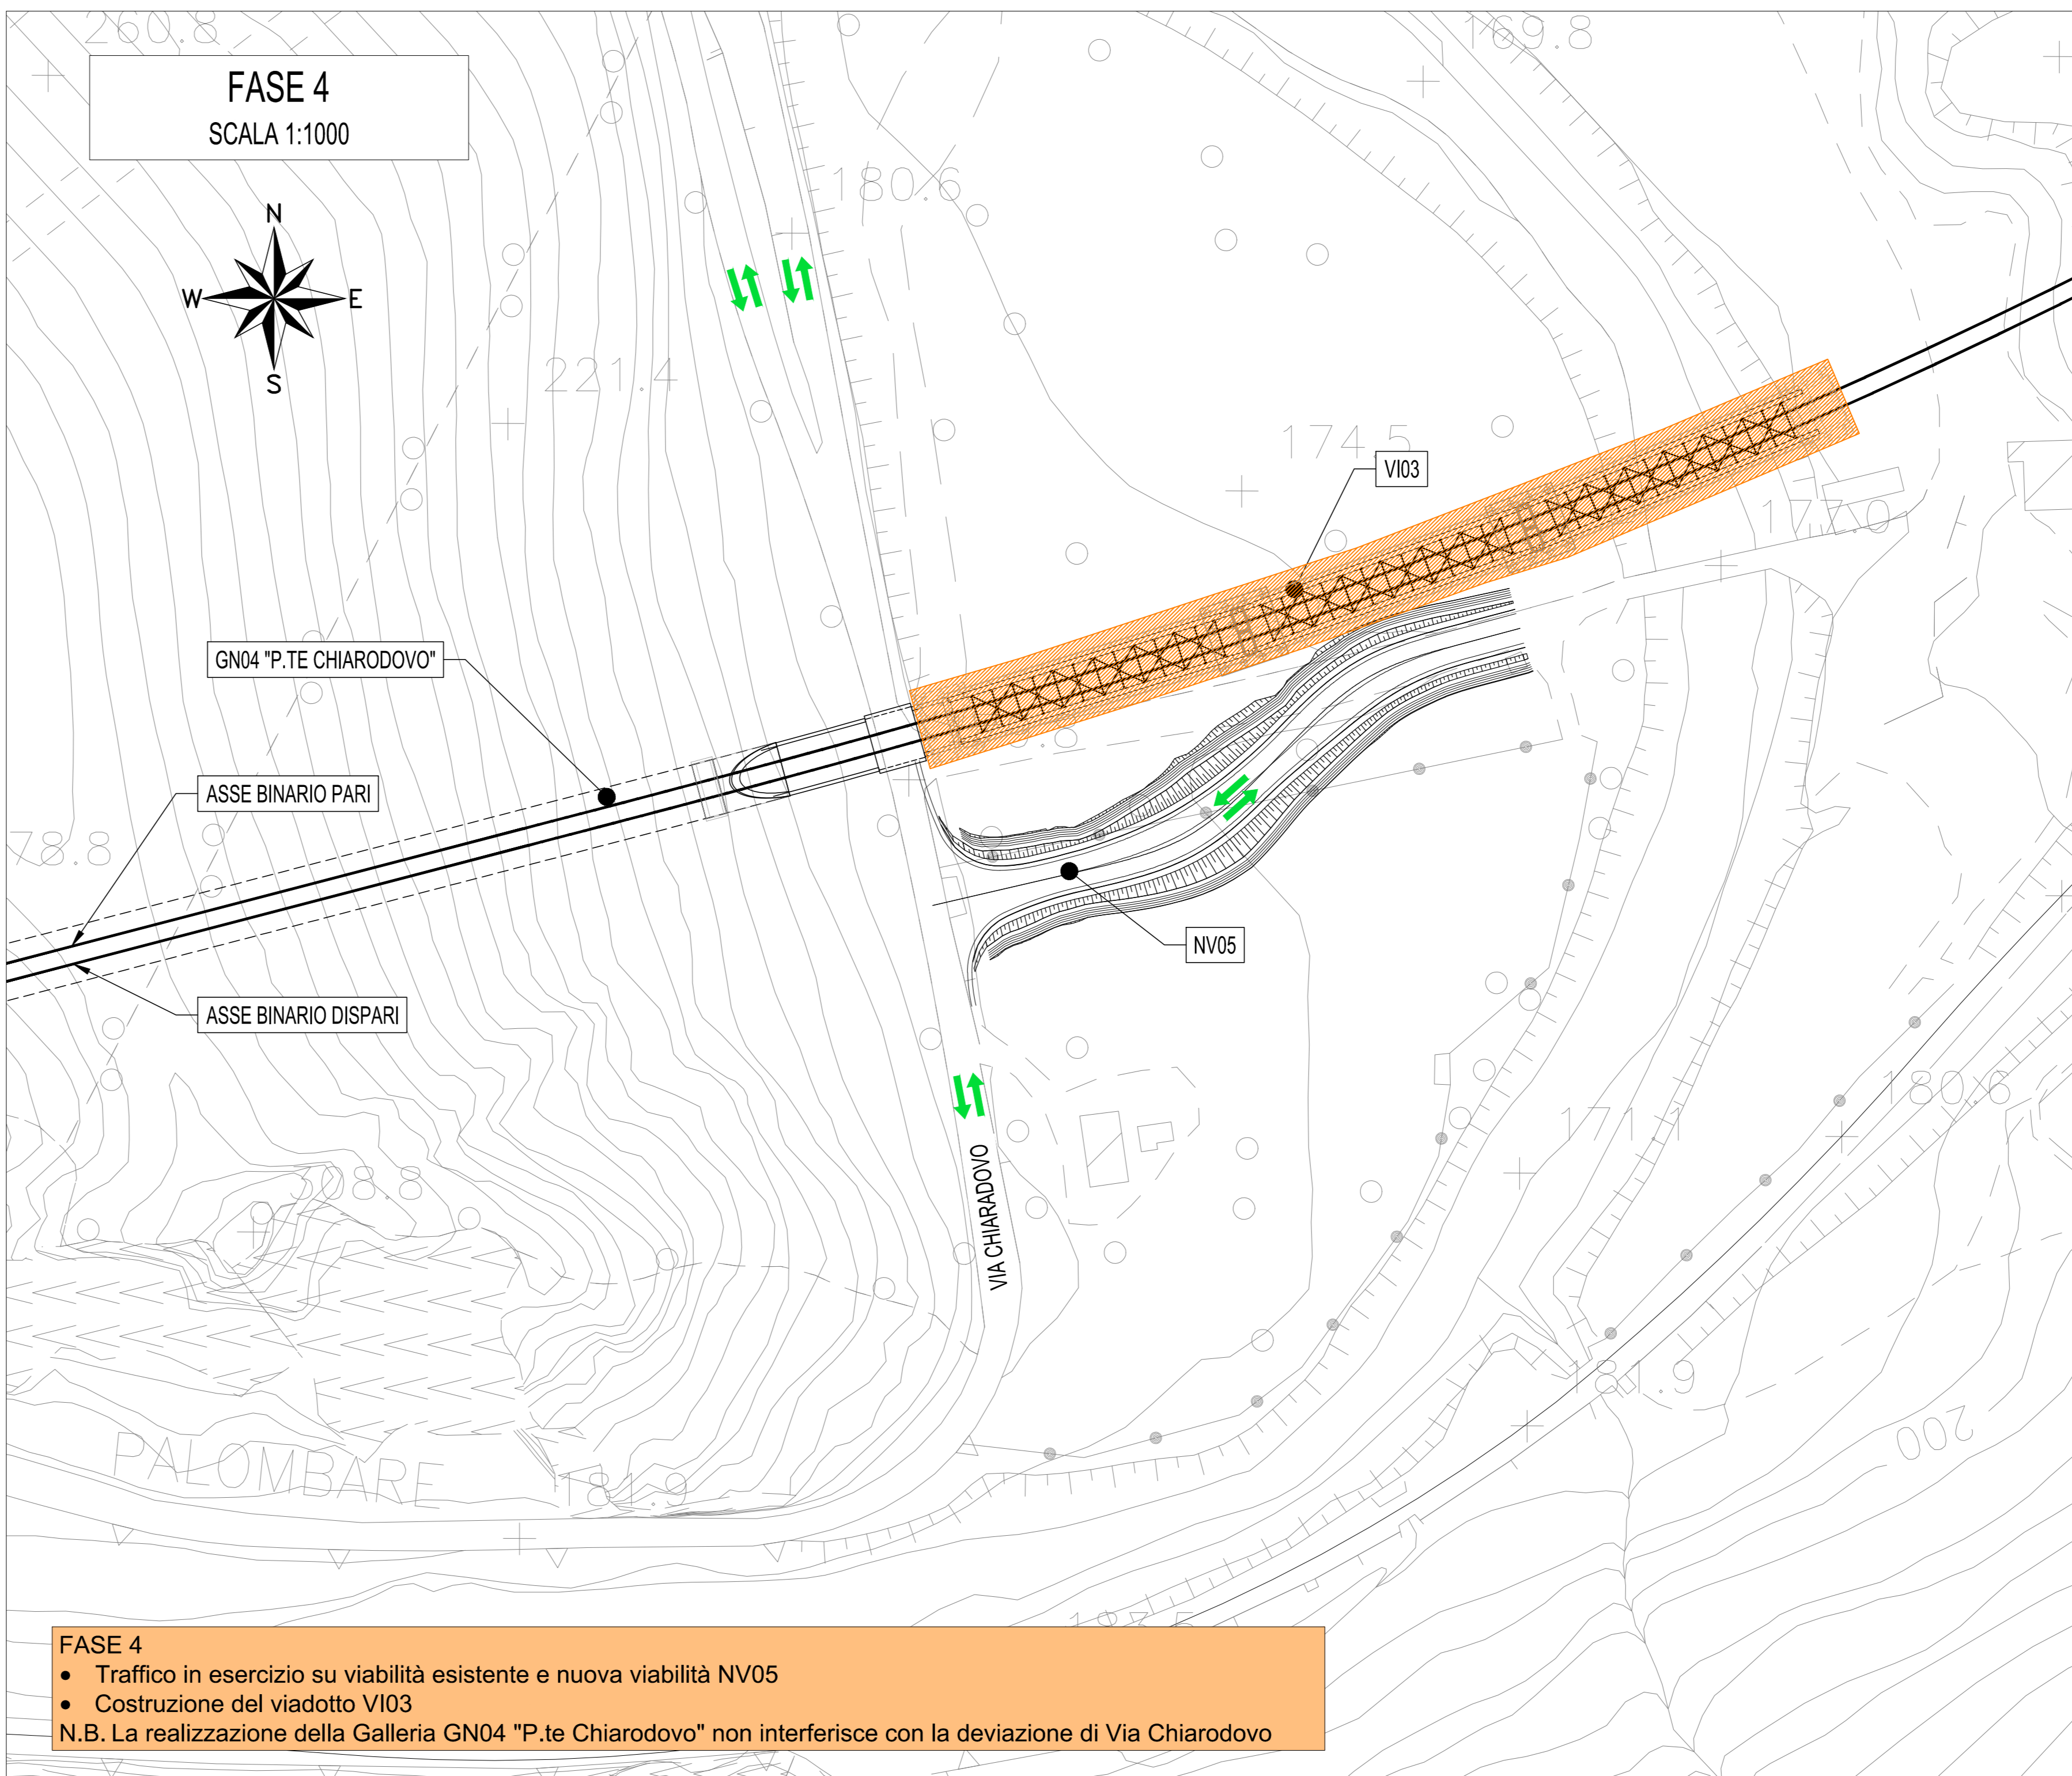 260.8
169.8
FASE 4
SCALA 1:1000
180.6
N
W
E
S
221.4
174.5
VI03
177.0
GN04 "P.TE CHIARODOVO"
ASSE BINARIO PARI
78.8
NV05
ASSE BINARIO DISPARI
180.6
171.1
VIA CHIARADOVO
308.8
181.9
200
PALOMBARE
181.9
183.5
FASE 4
• Traffico in esercizio su viabilità esistente e nuova viabilità NV05
• Costruzione del viadotto VI03
N.B. La realizzazione della Galleria GN04 "P.te Chiarodovo" non interferisce con la deviazione di Via Chiarodovo